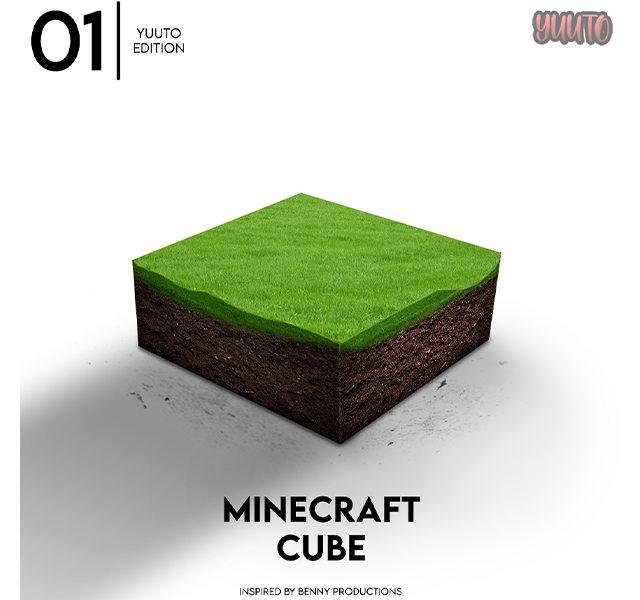 01
YUUTO
EDITION
YUUTO
MINECRAFT
CUBE
INSPIRED BY BENNY PRODUCTIONS